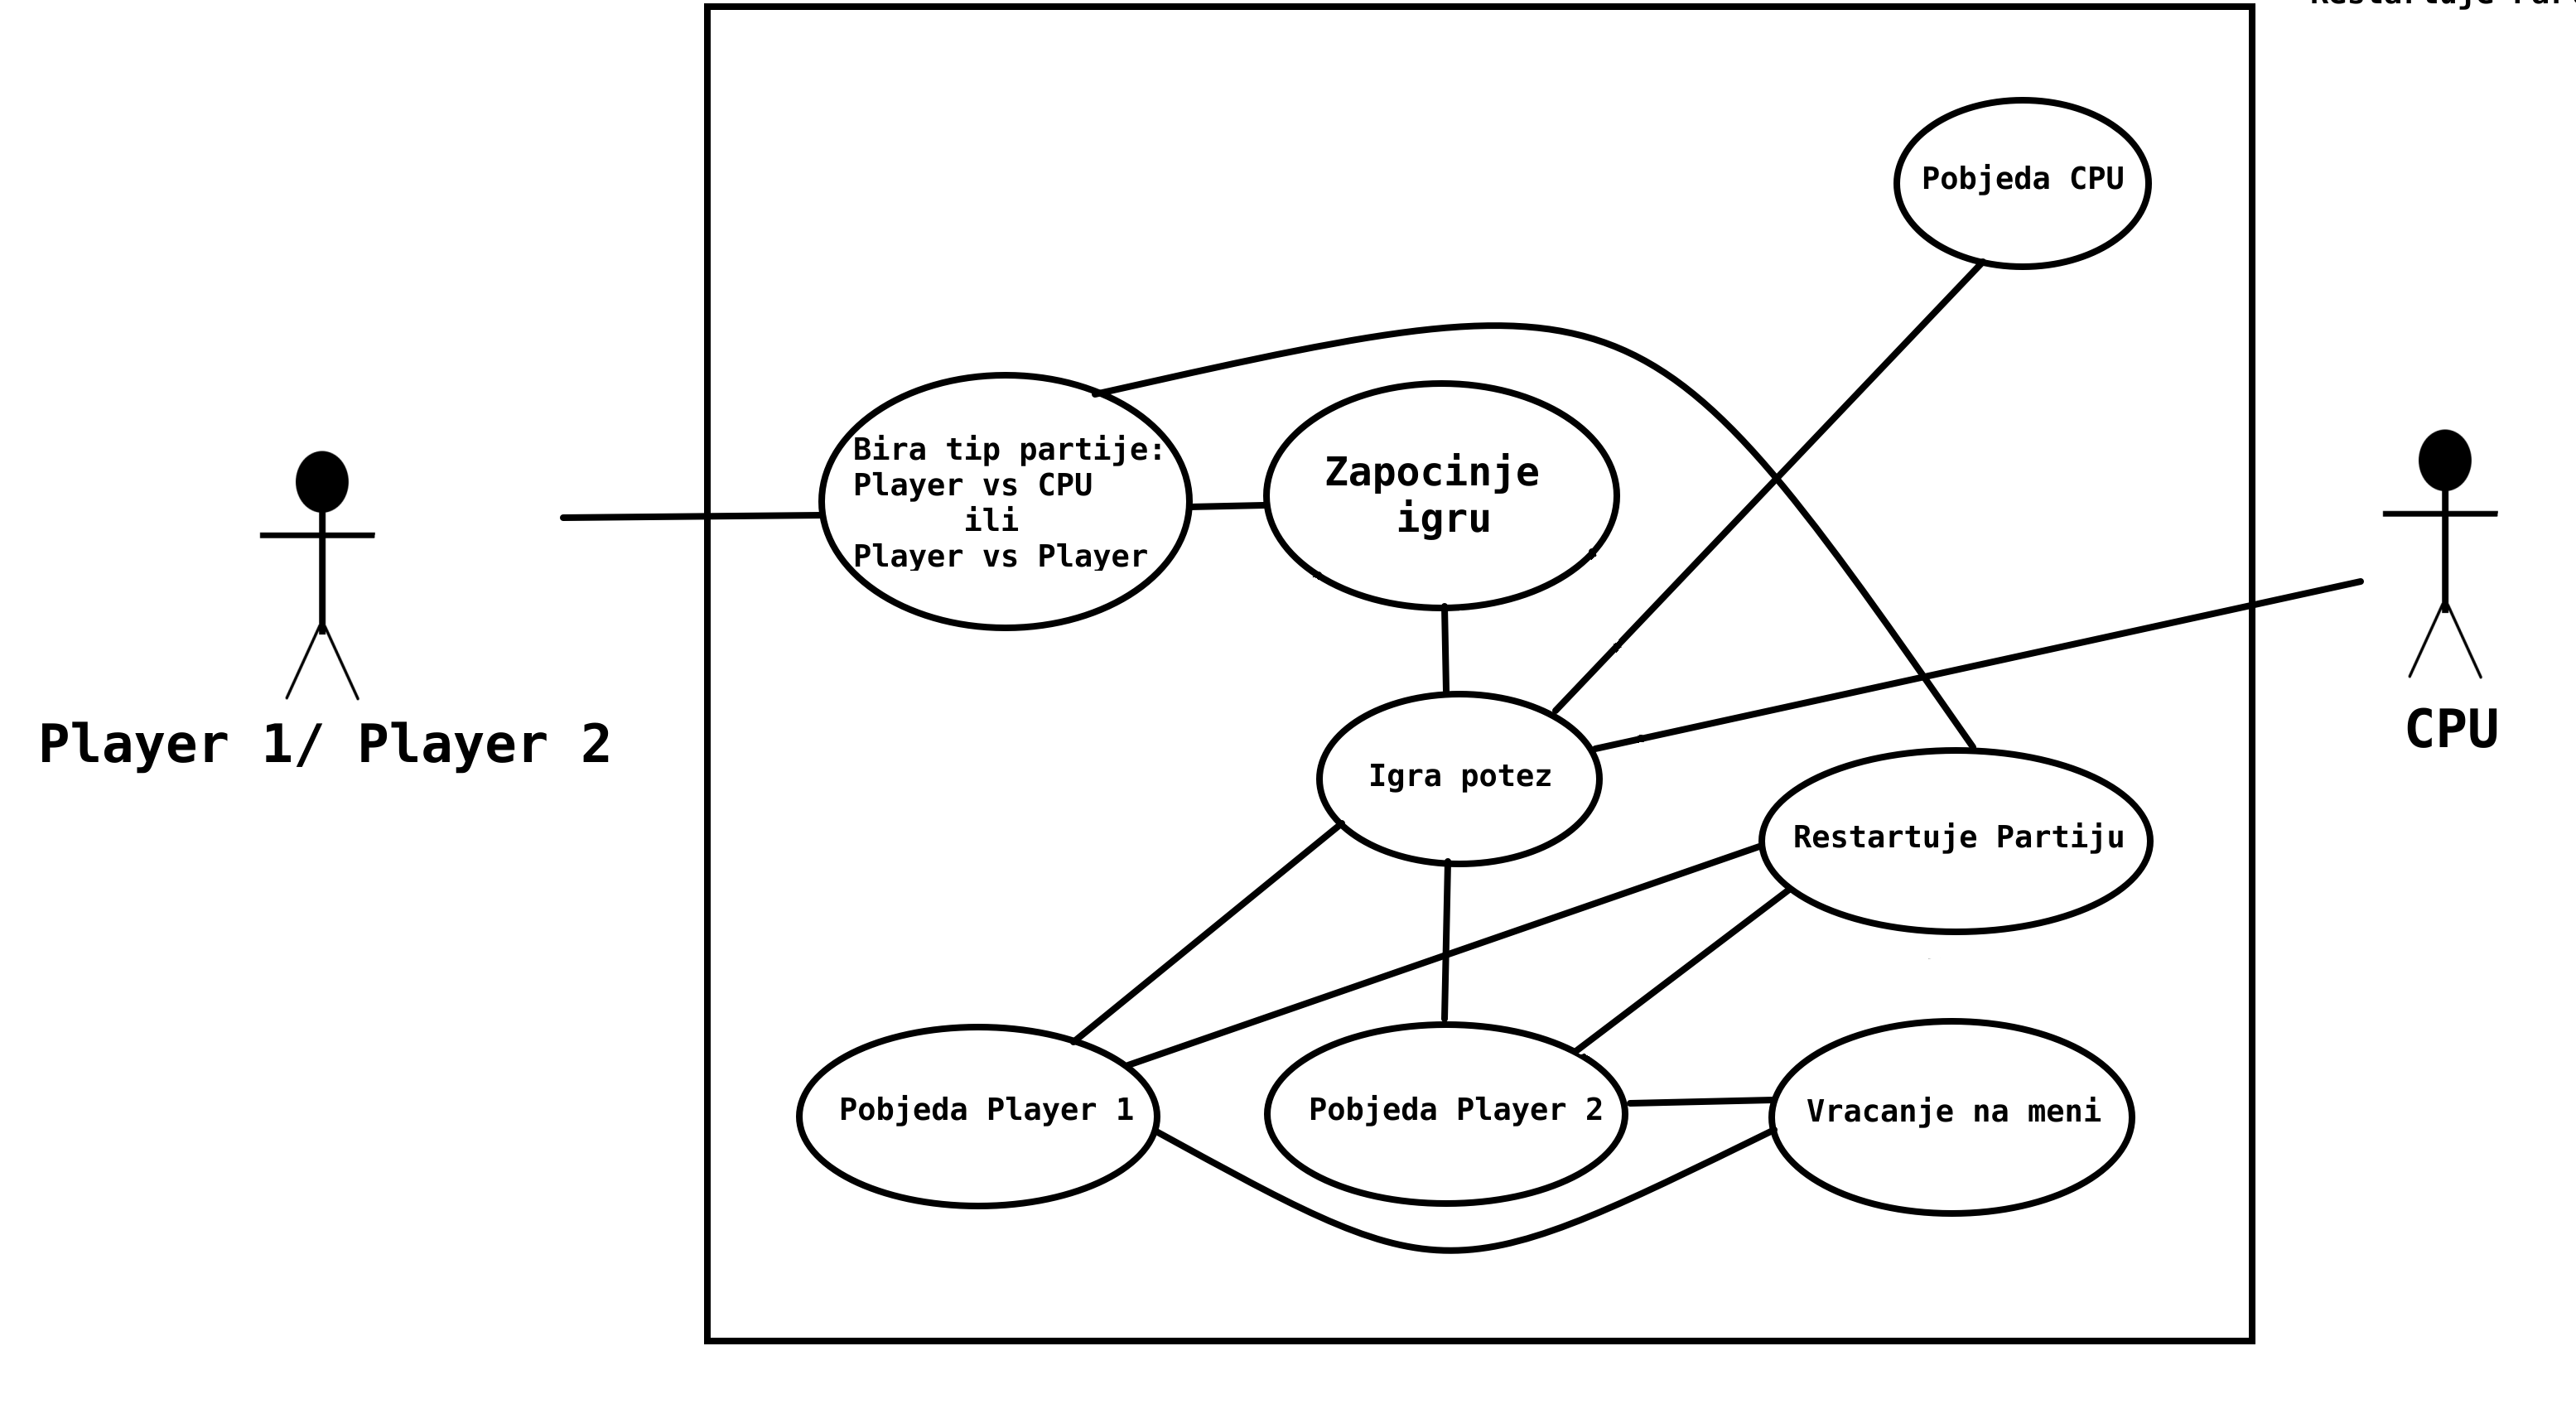 Pobjeda CPU
Bira tip partije:
Player vs CPU
ili
Player vs Player
Zapocinje
igru
Player 1/ Player 2
CPU
Igra potez
Restartuje Partiju
Pobjeda Player 1
Pobjeda Player 2
Vracanje na meni